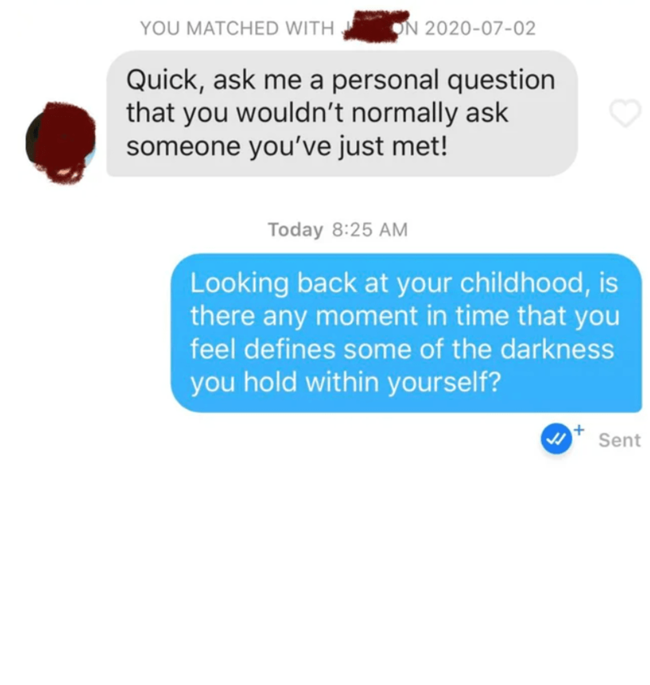 YOU MATCHED WITH ON 2020-07-02
Quick, ask me a personal question
that you wouldn't normally ask
someone you've just met!
Today 8:25 AM
Looking back at your childhood, is
there any moment in time that you
feel defines some of the darkness
you hold within yourself?
Sent